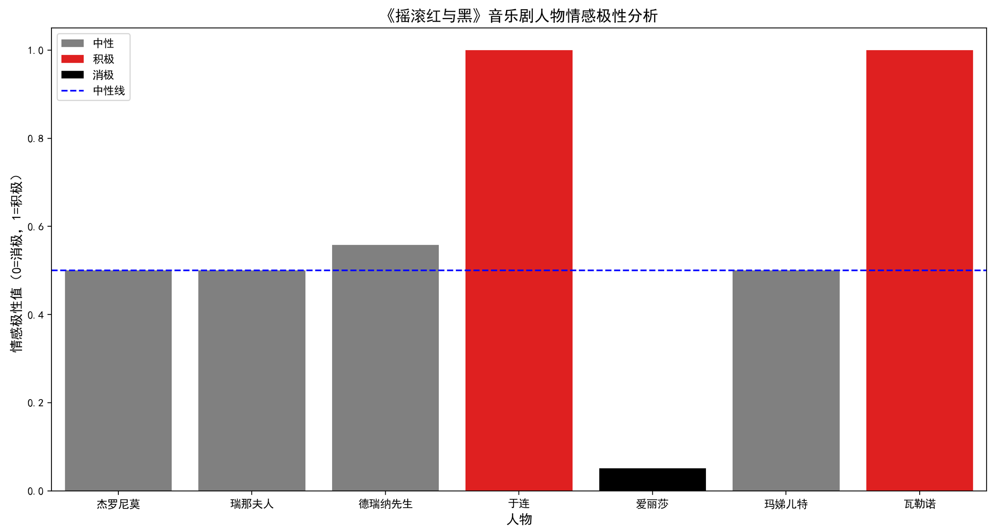 《摇滚红与黑》音乐剧人物情感极性分析
中性
积极
消极
中性线
情感极性值（0=消极，1=积极）
1.0
0.8
0.6
0.4
0.2
0.0
杰罗尼莫
瑞那夫人
德瑞纳先生
于连
爱丽莎
玛娣儿特
瓦勒诺
人物